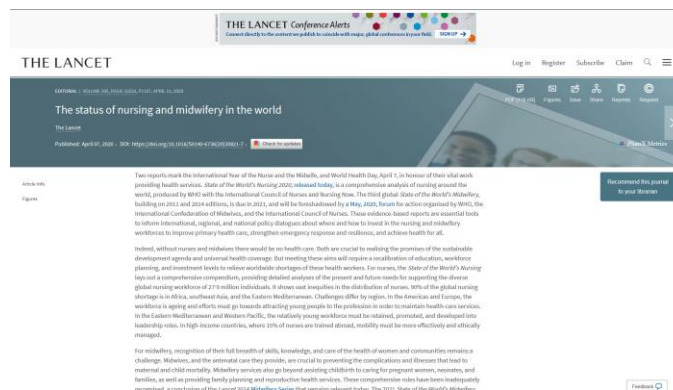 THE LANCET Conference Alerts
Connect directly to the content we publish to coincide with major, global conferences in your field. SIGN UP →
THE LANCET
Log in Register Subscribe Claim
EDITORIAL | VOLUME 395, ISSUE 10231, P1167, APRIL 11, 2020
PDF Figures Save Share Reprints Request
The status of nursing and midwifery in the world
The Lancet
Published: April 07, 2020 • DOI: https://doi.org/10.1016/S0140-6736(20)30821-7 • Check for updates
PlumX Metrics
Article Info
Figures
Recommend this journal
to your librarian
Two reports mark the International Year of the Nurse and the Midwife, and World Health Day, April 7, in honour of their vital work
providing health services. State of the World's Nursing 2020, released today, is a comprehensive analysis of nursing around the
world, produced by WHO with the International Council of Nurses and Nursing Now. The third global State of the World's Midwifery,
building on 2011 and 2014 editions, is due in 2021, and will be foreshadowed by a May, 2020, forum for action organised by WHO, the
International Confederation of Midwives, and the International Council of Nurses. These evidence-based reports are essential tools
to inform international, regional, and national policy dialogues about where and how to invest in the nursing and midwifery
workforces to improve primary health care, strengthen emergency response and resilience, and achieve health for all.
Indeed, without nurses and midwives there would be no health care. Both are crucial to realising the promises of the sustainable
development agenda and universal health coverage. But meeting these aims will require a recalibration of education, workforce
planning, and investment levels to relieve worldwide shortages of these health workers. For nurses, the State of the World's Nursing
lays out a comprehensive compendium, providing detailed analyses of the present and future needs for supporting the diverse
global nursing workforce of 27·9 million individuals. It shows vast inequities in the distribution of nurses. 90% of the global nursing
shortage is in Africa, southeast Asia, and the Eastern Mediterranean. Challenges differ by region. In the Americas and Europe, the
workforce is ageing and efforts must go towards attracting young people to the profession in order to maintain health-care services.
In the Eastern Mediterranean and Western Pacific, the relatively young workforce must be retained, promoted, and developed into
leadership roles. In high-income countries, where 15% of nurses are trained abroad, mobility must be more effectively and ethically
managed.
For midwifery, recognition of their full breadth of skills, knowledge, and care of the health of women and communities remains a
challenge. Midwives, and the antenatal care they provide, are crucial to preventing the complications and illnesses that lead to
maternal and child mortality. Midwifery services also go beyond assisting childbirth to caring for pregnant women, neonates, and
families, as well as providing family planning and reproductive health services. These comprehensive roles have been inadequately
recognised, a conclusion of the Lancet 2014 Midwifery Series that remains relevant today. The 2021 State of the World's Midwifery
Feedback